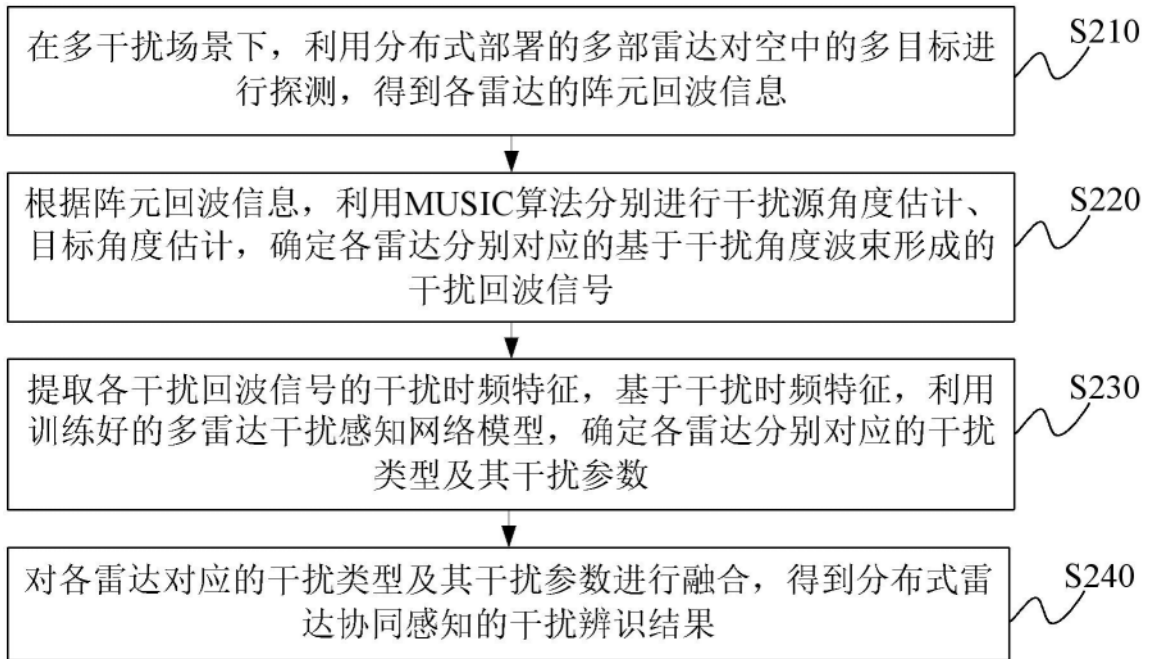 在多干扰场景下，利用分布式部署的多部雷达对空中的多目标进
行探测，得到各雷达的阵元回波信息
S210
根据阵元回波信息，利用MUSIC算法分别进行干扰源角度估计、
目标角度估计，确定各雷达分别对应的基于干扰角度波束形成的
干扰回波信号
S220
提取各干扰回波信号的干扰时频特征，基于干扰时频特征，利用
训练好的多雷达干扰感知网络模型，确定各雷达分别对应的干扰
类型及其干扰参数
S230
对各雷达对应的干扰类型及其干扰参数进行融合，得到分布式雷
达协同感知的干扰辨识结果
S240